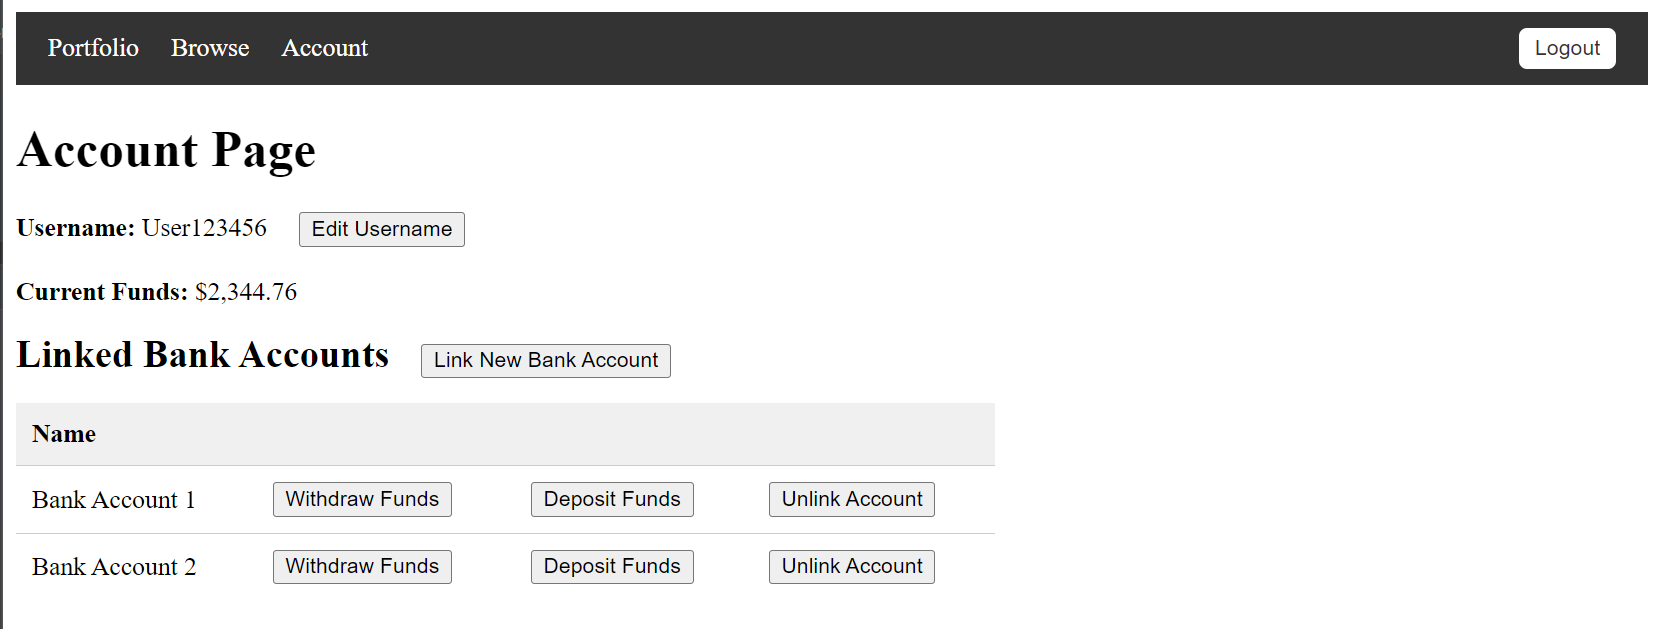 Portfolio Browse Account Logout
Account Page
Username: User123456 Edit Username
Current Funds: $2,344.76
Linked Bank Accounts Link New Bank Account
Name
Bank Account 1 Withdraw Funds Deposit Funds Unlink Account
Bank Account 2 Withdraw Funds Deposit Funds Unlink Account